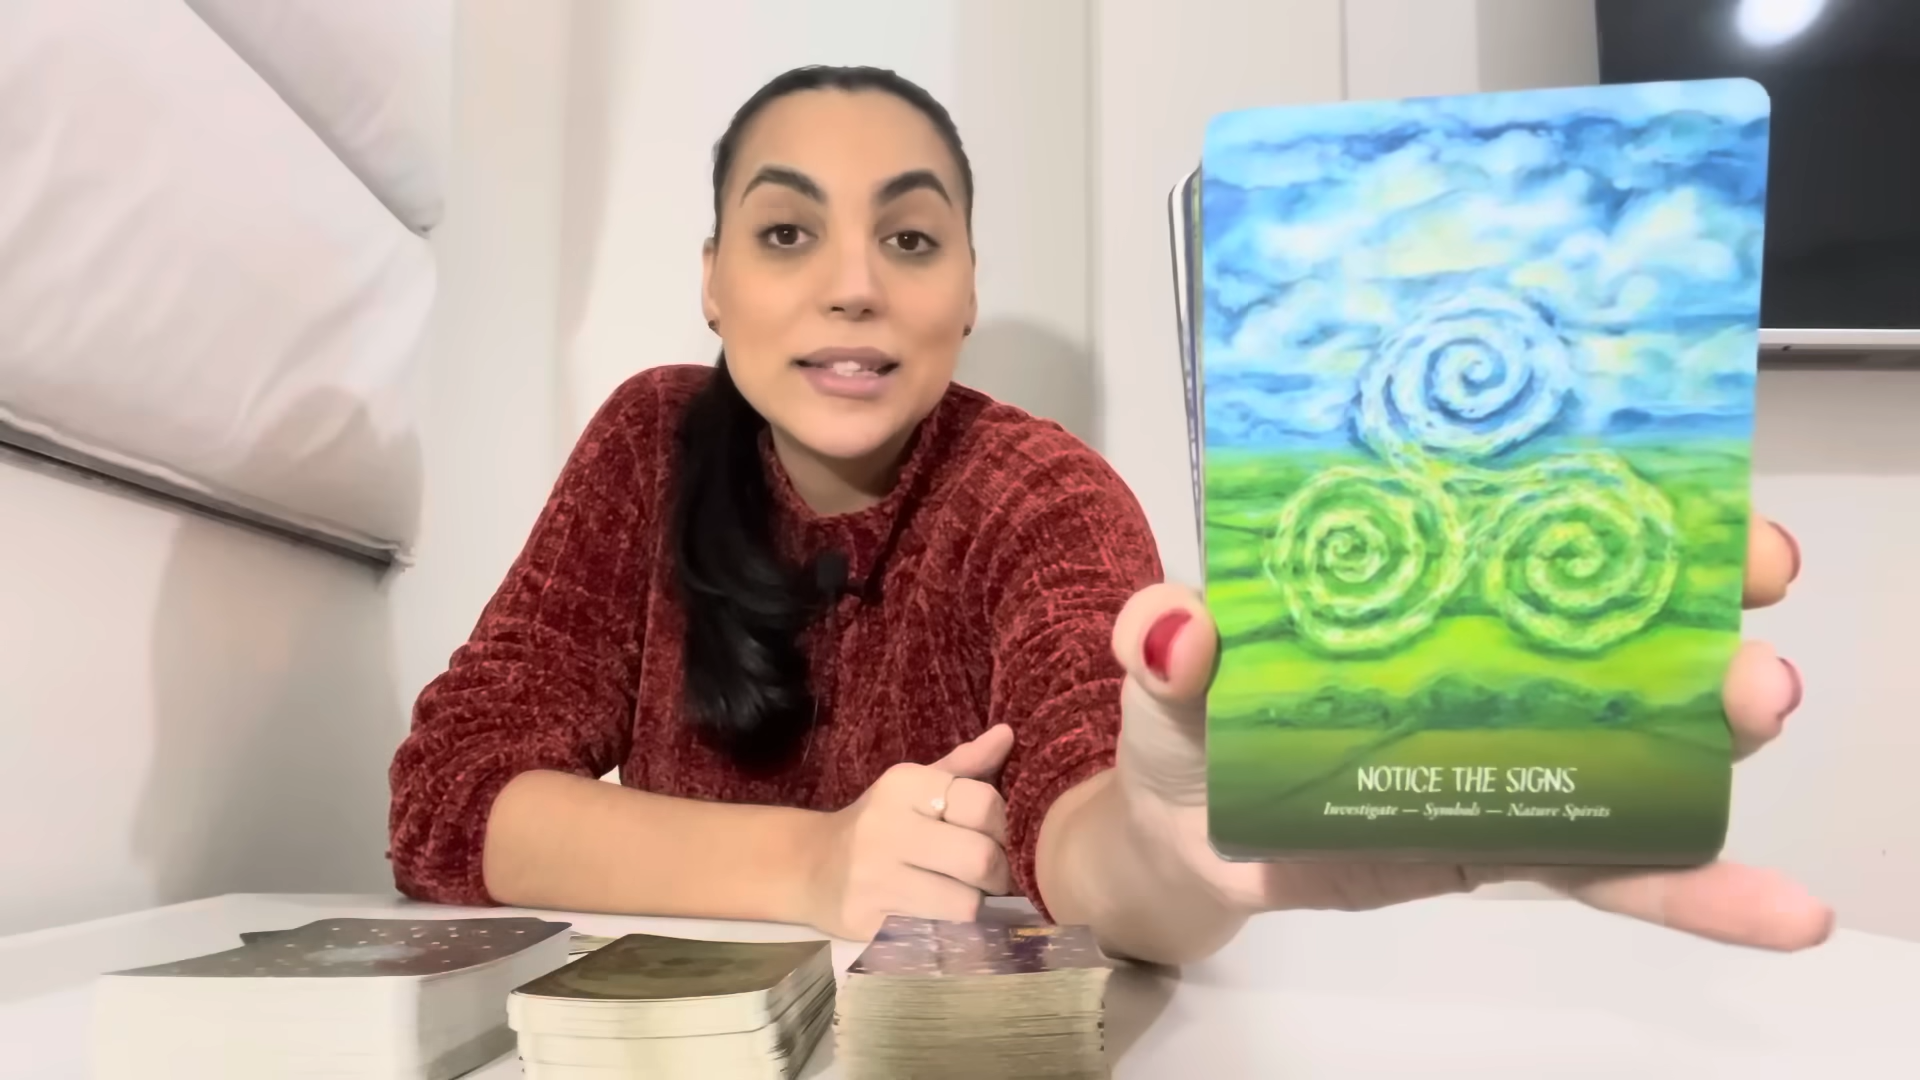 NOTICE THE SIGNS
Investigate — Symbols — Nature Spirits